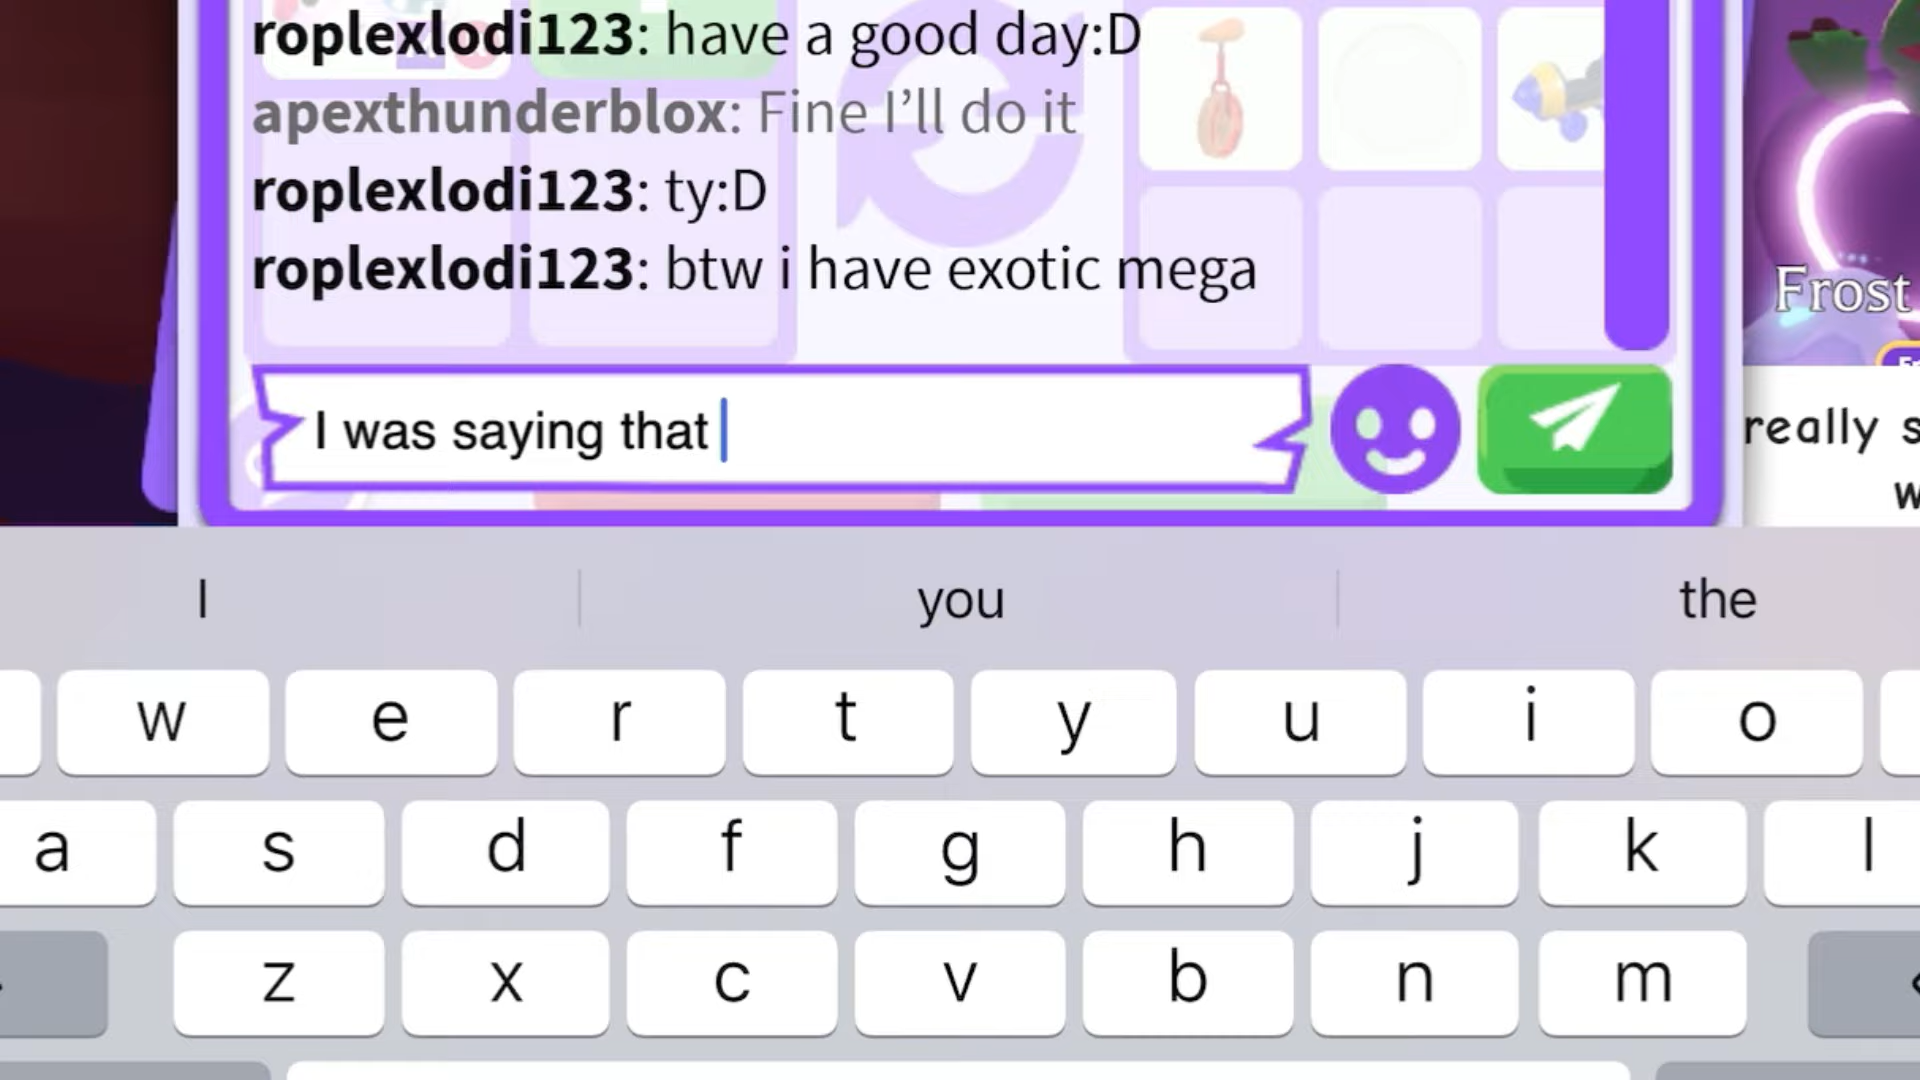 roplexlodi123: have a good day:D
apexthunderblox: Fine I’ll do it
roplexlodi123: ty:D
roplexlodi123: btw i have exotic mega
Frost
I was saying that
really s
w
I you the
w e r t y u i o
a s d f g h j k l
z x c v b n m